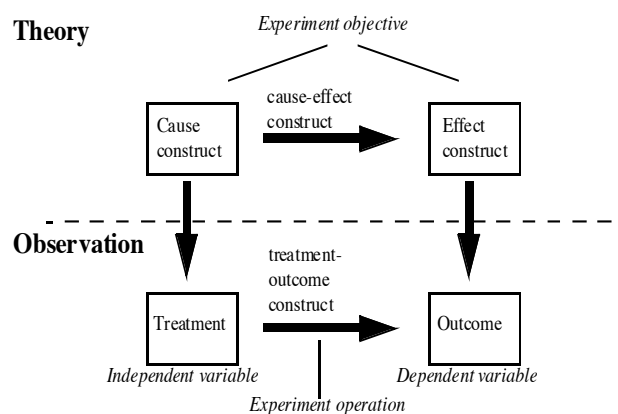 Theory
Experiment objective
cause-effect
construct
Cause
construct
Effect
construct
Observation
treatment-
outcome
construct
Treatment
Outcome
Independent variable
Dependent variable
Experiment operation